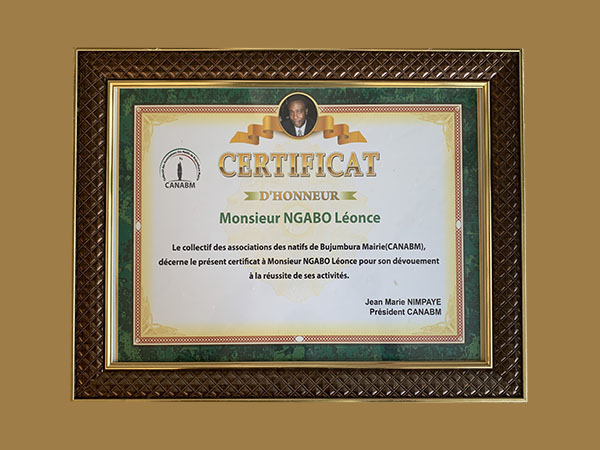 CERTIFICAT
D'HONNEUR
CANABM
Monsieur NGABO Léonce
Le collectif des associations des natifs de Bujumbura Mairie(CANABM),
décerne le présent certificat à Monsieur NGABO Léonce pour son dévouement
à la réussite de ses activités.
Jean Marie NIMPAYE
Président CANABM